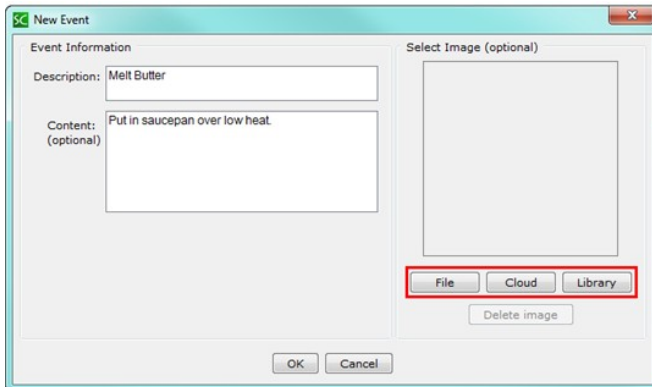 SC New Event
x
Event Information
Select Image (optional)
Description:
Melt Butter
Content:
(optional)
Put in saucepan over low heat.
File
Cloud
Library
Delete image
OK
Cancel